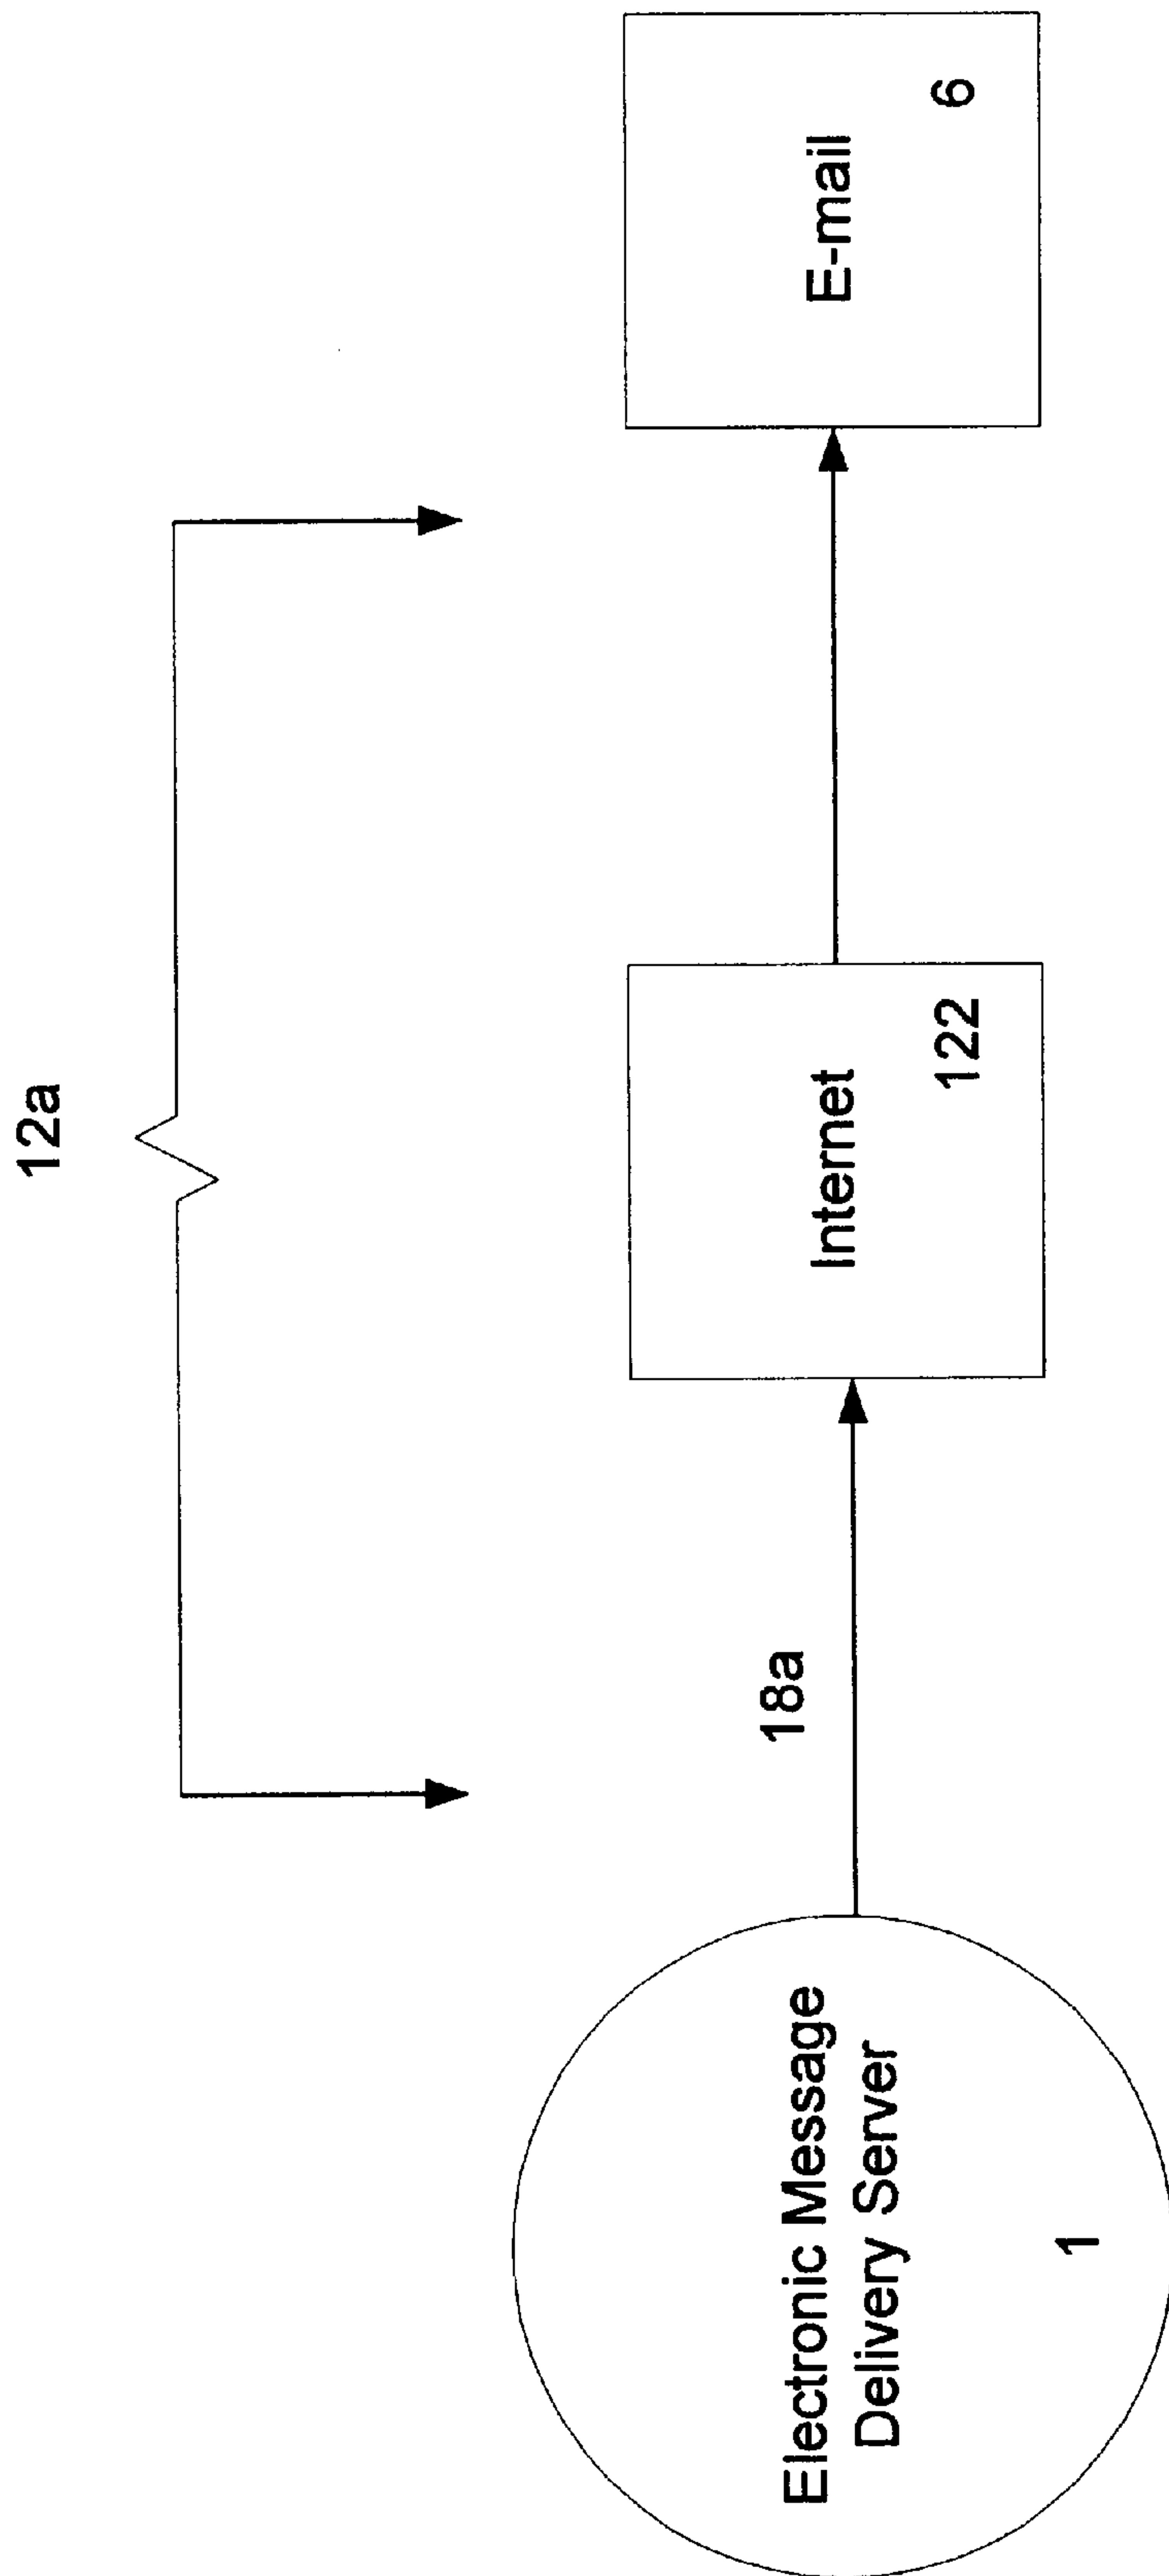 12a
Electronic Message
Delivery Server
1
18a
Internet
122
E-mail
6